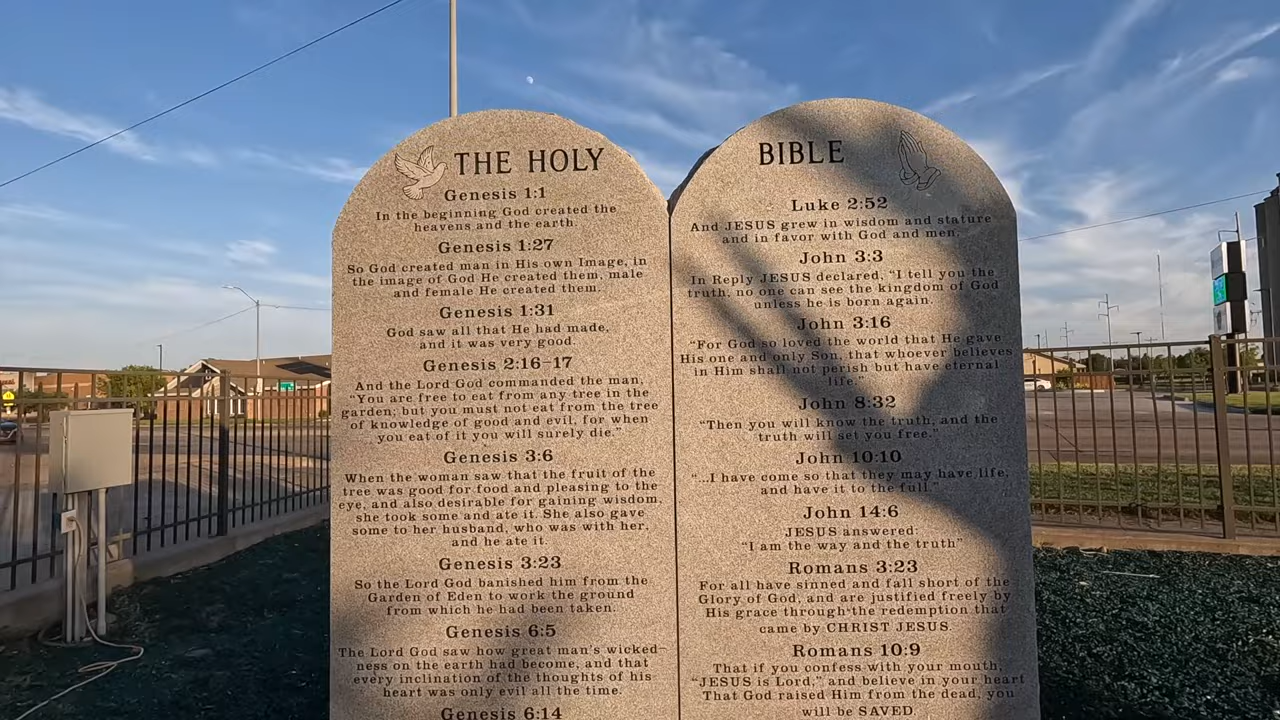 THE HOLY
Genesis 1:1
In the beginning God created the
heavens and the earth.
Genesis 1:27
So God created man in His own Image, in
the image of God He created them, male
and female He created them.
Genesis 1:31
God saw all that He had made,
and it was very good.
Genesis 2:16-17
And the Lord God commanded the man,
“You are free to eat from any tree in the
garden; but you must not eat from the tree
of knowledge of good and evil, for when
you eat of it you will surely die.”
Genesis 3:6
When the woman saw that the fruit of the
tree was good for food and pleasing to the
eye, and also desirable for gaining wisdom,
she took some and ate it. She also gave
some to her husband, who was with her,
and he ate it.
Genesis 3:23
So the Lord God banished him from the
Garden of Eden to work the ground
from which he had been taken.
Genesis 6:5
The Lord God saw how great man's wicked-
ness on the earth had become, and that
every inclination of the thoughts of his
heart was only evil all the time.
Genesis 6:14
BIBLE
Luke 2:52
And JESUS grew in wisdom and stature
and in favor with God and men.
John 3:3
In Reply JESUS declared, “I tell you the
truth, no one can see the kingdom of God
unless he is born again.
John 3:16
“For God so loved the world that He gave
His one and only Son, that whoever believes
in Him shall not perish but have eternal
life.”
John 8:32
“Then you will know the truth, and the
truth will set you free.”
John 10:10
“...I have come so that they may have life,
and have it to the full.”
John 14:6
JESUS answered:
“I am the way and the truth”
Romans 3:23
For all have sinned and fall short of the
Glory of God, and are justified freely by
His grace through the redemption that
came by CHRIST JESUS.
Romans 10:9
That if you confess with your mouth,
“JESUS is Lord,” and believe in your heart
That God raised Him from the dead, you
will be SAVED